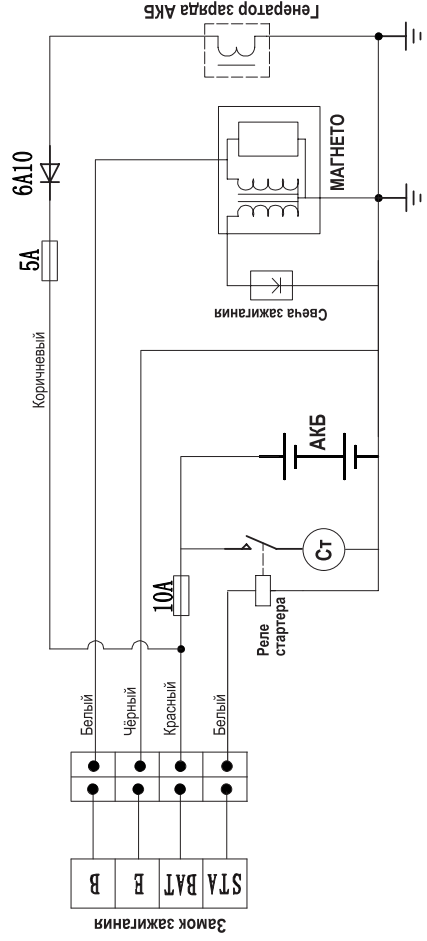 Генератор заряда АКБ
6A10
МАГНЕТО
5A
Свеча зажигания
Коричневый
АКБ
Ст
10A
Реле
стартера
Белый
Чёрный
Красный
Белый
B
E
BAT
STA
Замок зажигания